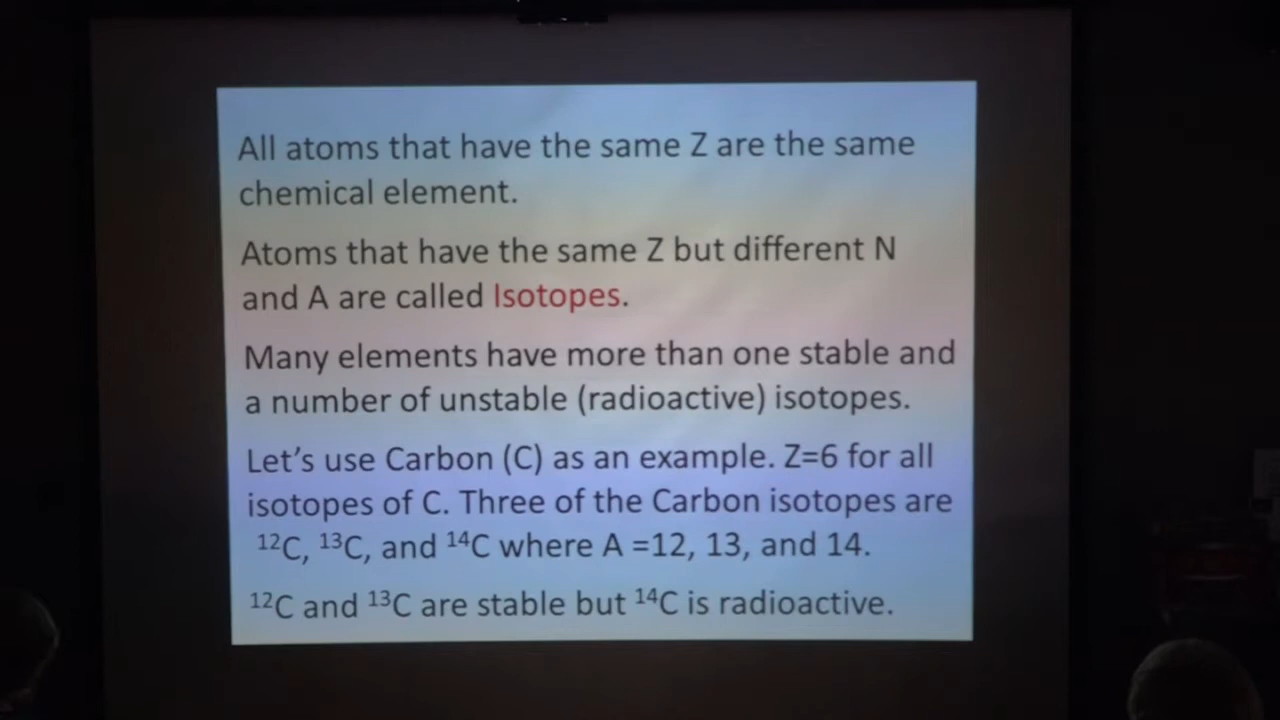 All atoms that have the same Z are the same
chemical element.
Atoms that have the same Z but different N
and A are called Isotopes.
Many elements have more than one stable and
a number of unstable (radioactive) isotopes.
Let’s use Carbon (C) as an example. Z=6 for all
isotopes of C. Three of the Carbon isotopes are
¹²C, ¹³C, and ¹⁴C where A =12, 13, and 14.
¹²C and ¹³C are stable but ¹⁴C is radioactive.